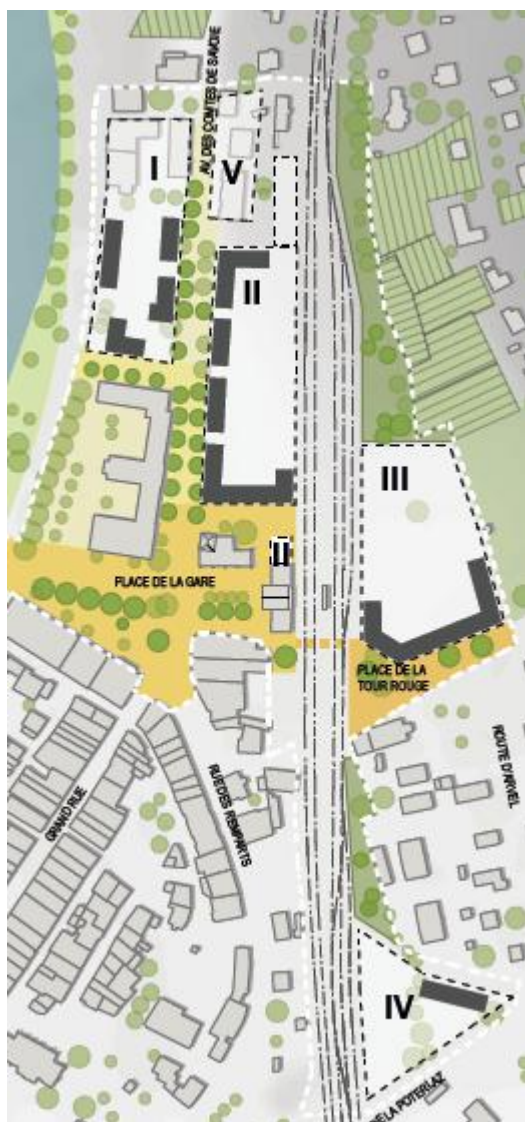 AV. DES COMTES DE SAVOIE
I
V
II
III
II
PLACE DE LA GARE
PLACE DE LA
TOUR ROUGE
ROUTE D'ARVEL
GRAND RUE
RUE DES REMPARTS
IV
DE LA POTERLAZ